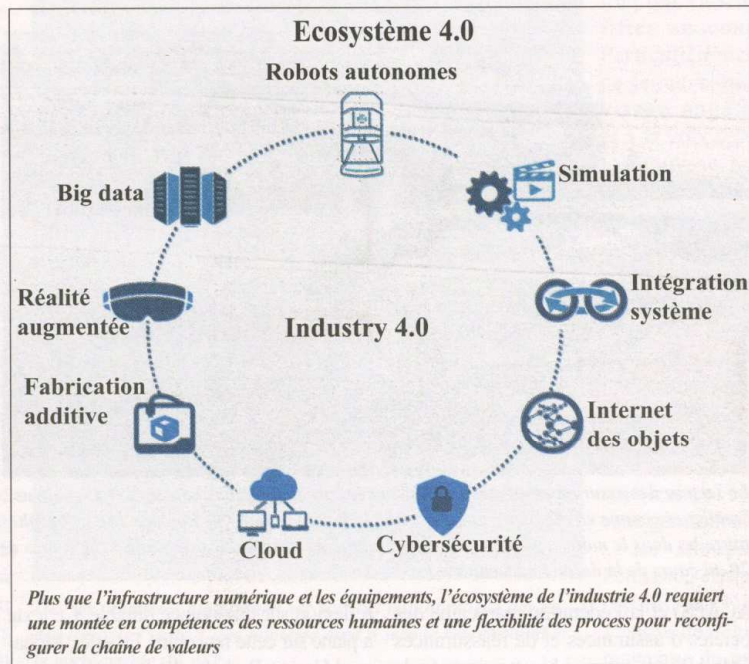 Ecosystème 4.0
Robots autonomes
Simulation
Big data
Intégration
système
Réalité
augmentée
Industry 4.0
Fabrication
additive
Internet
des objets
Cloud
Cybersécurité
Plus que l'infrastructure numérique et les équipements, l'écosystème de l'industrie 4.0 requiert
une montée en compétences des ressources humaines et une flexibilité des process pour reconfi-
gurer la chaîne de valeurs